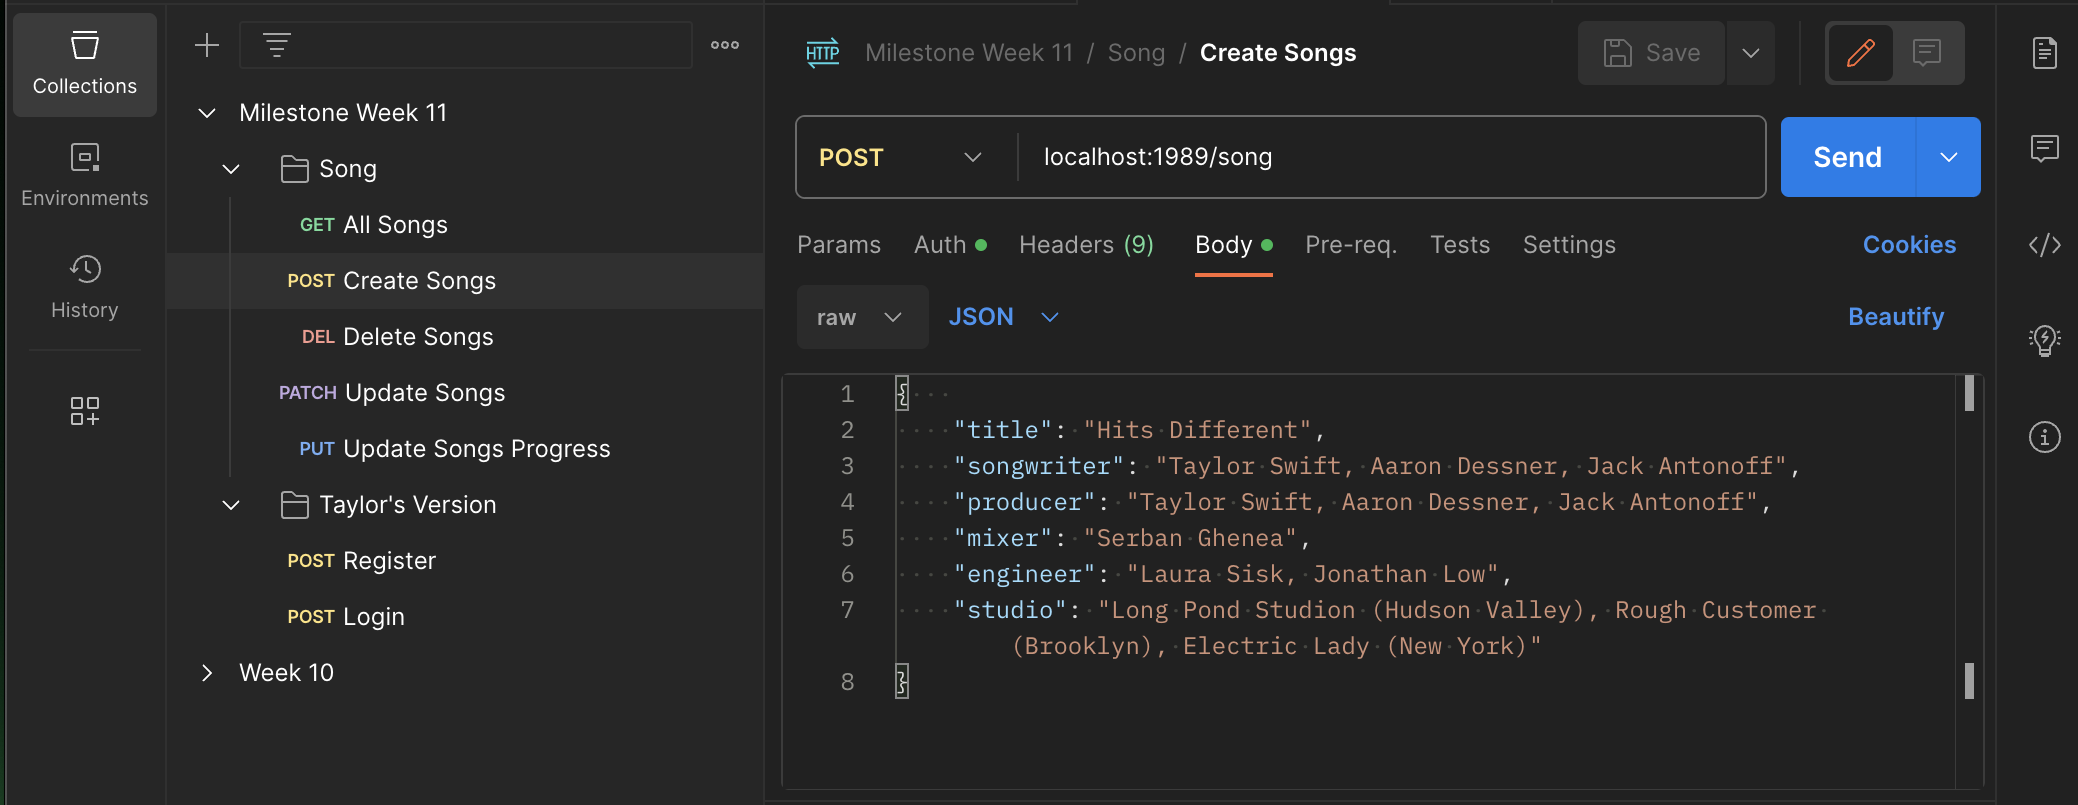 Collections
Environments
History
Milestone Week 11
Song
GET All Songs
POST Create Songs
DEL Delete Songs
PATCH Update Songs
PUT Update Songs Progress
Taylor's Version
POST Register
POST Login
Week 10
HTTP Milestone Week 11 / Song / Create Songs
Save
POST localhost:1989/song
Send
Params Auth Headers (9) Body Pre-req. Tests Settings Cookies
raw JSON Beautify
1 {
2 "title": "Hits Different",
3 "songwriter": "Taylor Swift, Aaron Dessner, Jack Antonoff",
4 "producer": "Taylor Swift, Aaron Dessner, Jack Antonoff",
5 "mixer": "Serban Ghenea",
6 "engineer": "Laura Sisk, Jonathan Low",
7 "studio": "Long Pond Studion (Hudson Valley), Rough Customer
(Brooklyn), Electric Lady (New York)"
8 }